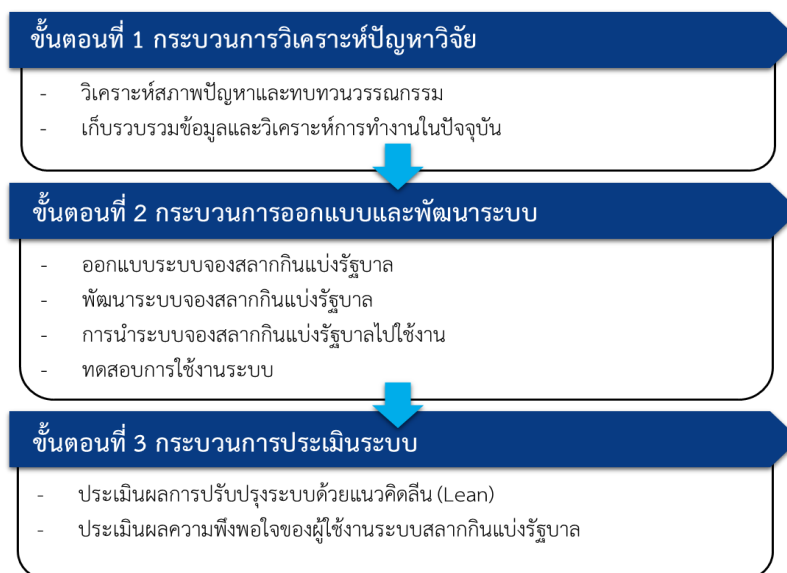 ขั้นตอนที่ 1 กระบวนการวิเคราะห์ปัญหาวิจัย
- วิเคราะห์สภาพปัญหาและทบทวนวรรณกรรม
- เก็บรวบรวมข้อมูลและวิเคราะห์การทำงานในปัจจุบัน
ขั้นตอนที่ 2 กระบวนการออกแบบและพัฒนาระบบ
- ออกแบบระบบจองสลากกินแบ่งรัฐบาล
- พัฒนาระบบจองสลากกินแบ่งรัฐบาล
- การนำระบบจองสลากกินแบ่งรัฐบาลไปใช้งาน
- ทดสอบการใช้งานระบบ
ขั้นตอนที่ 3 กระบวนการประเมินระบบ
- ประเมินผลการปรับปรุงระบบด้วยแนวคิดลีน (Lean)
- ประเมินผลความพึงพอใจของผู้ใช้งานระบบสลากกินแบ่งรัฐบาล